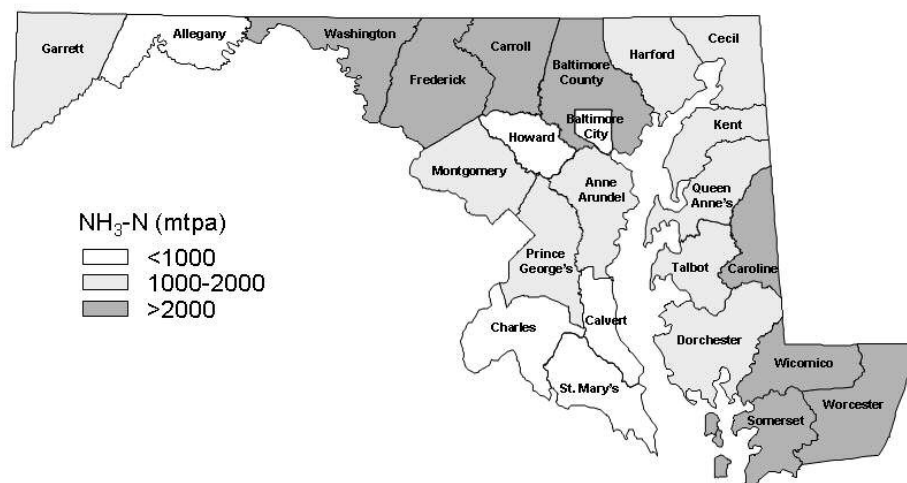 Garrett
Allegany
Washington
Frederick
Carroll
Baltimore
County
Harford
Cecil
Baltimore
City
Howard
Kent
Montgomery
Anne
Arundel
Queen
Anne's
NH₃-N (mtpa)
<1000
1000-2000
>2000
Prince
George's
Talbot
Caroline
Charles
Calvert
Dorchester
St. Mary's
Wicomico
Worcester
Somerset